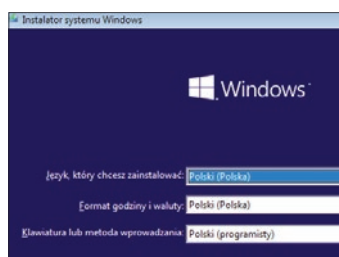 Instalator systemu Windows
Windows
Język, który chcesz zainstalować: Polski (Polska)
Format godziny i waluty: Polski (Polska)
Klawiatura lub metoda wprowadzania: Polski (programisty)